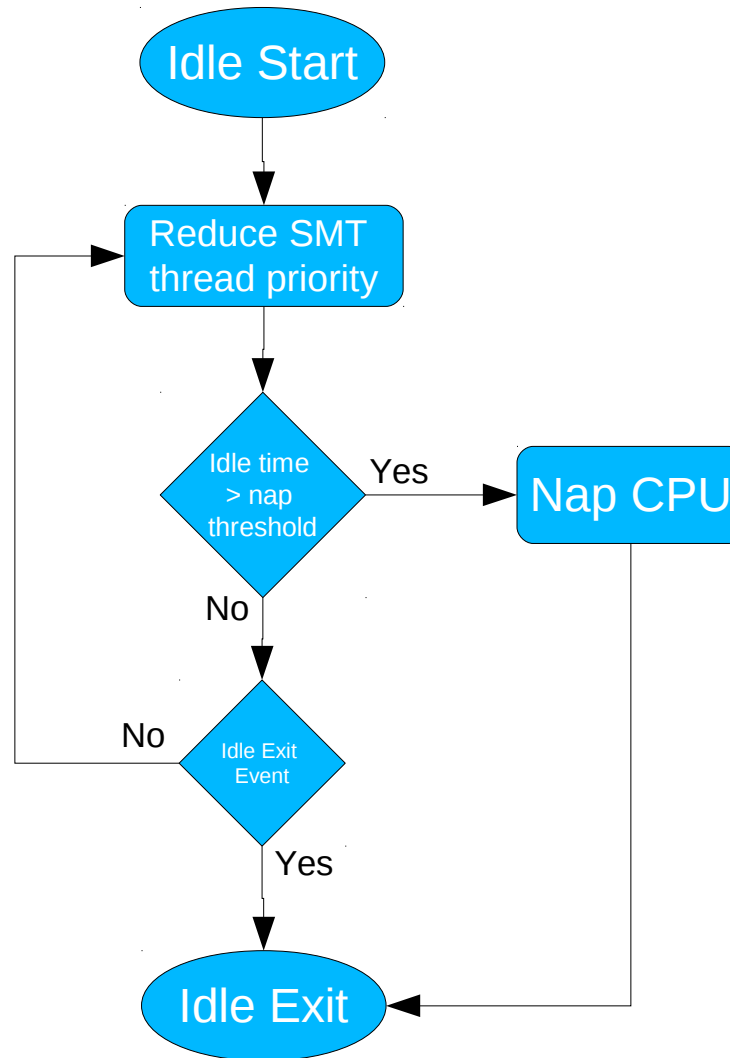 Idle Start
Reduce SMT
thread priority
Idle time
> nap
threshold
Yes
Nap CPU
No
No
Idle Exit
Event
Yes
Idle Exit